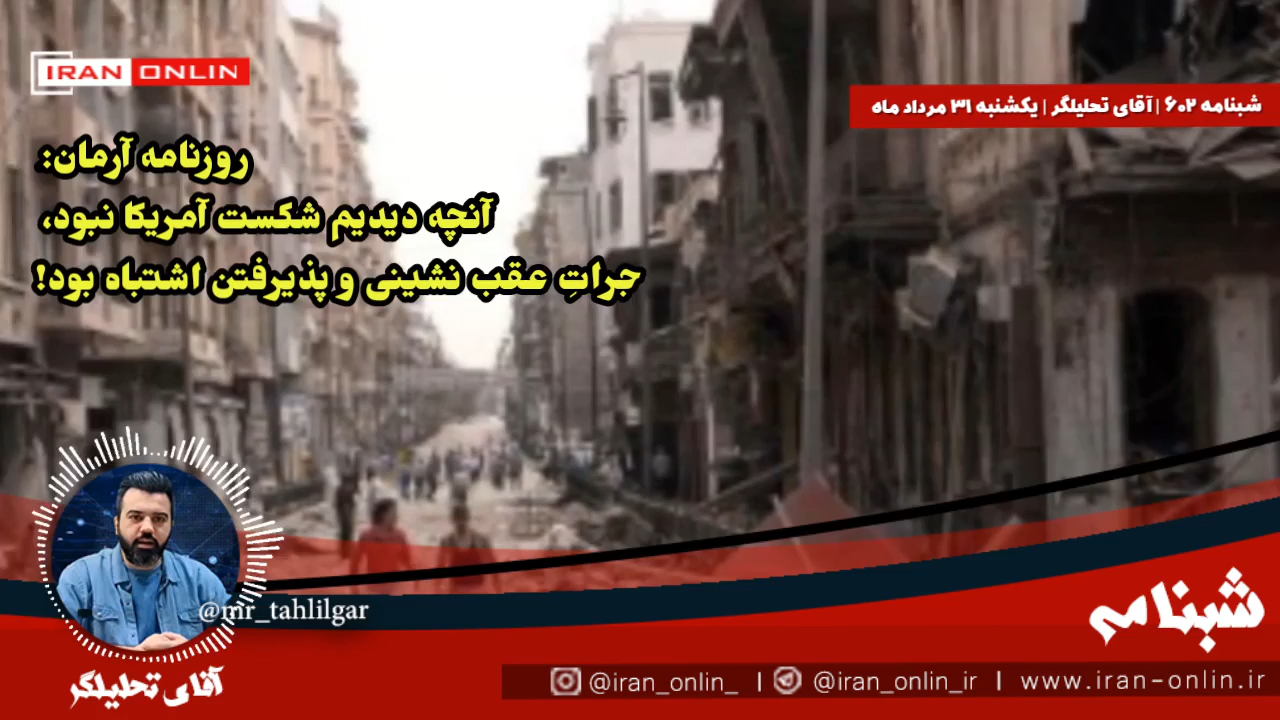 IRAN ONLIN
شبنامه ۶۰۲ | آقای تحلیلگر | یکشنبه ۳۱ مرداد ماه
روزنامه آرمان:
آنچه دیدیم شکست آمریکا نبود،
جراتِ عقب نشینی و پذیرفتن اشتباه بود!
@mr_tahlilgar
آقای تحلیلگر
شبنامه
@iran_onlin_ | @iran_onlin_ir | www.iran-onlin.ir